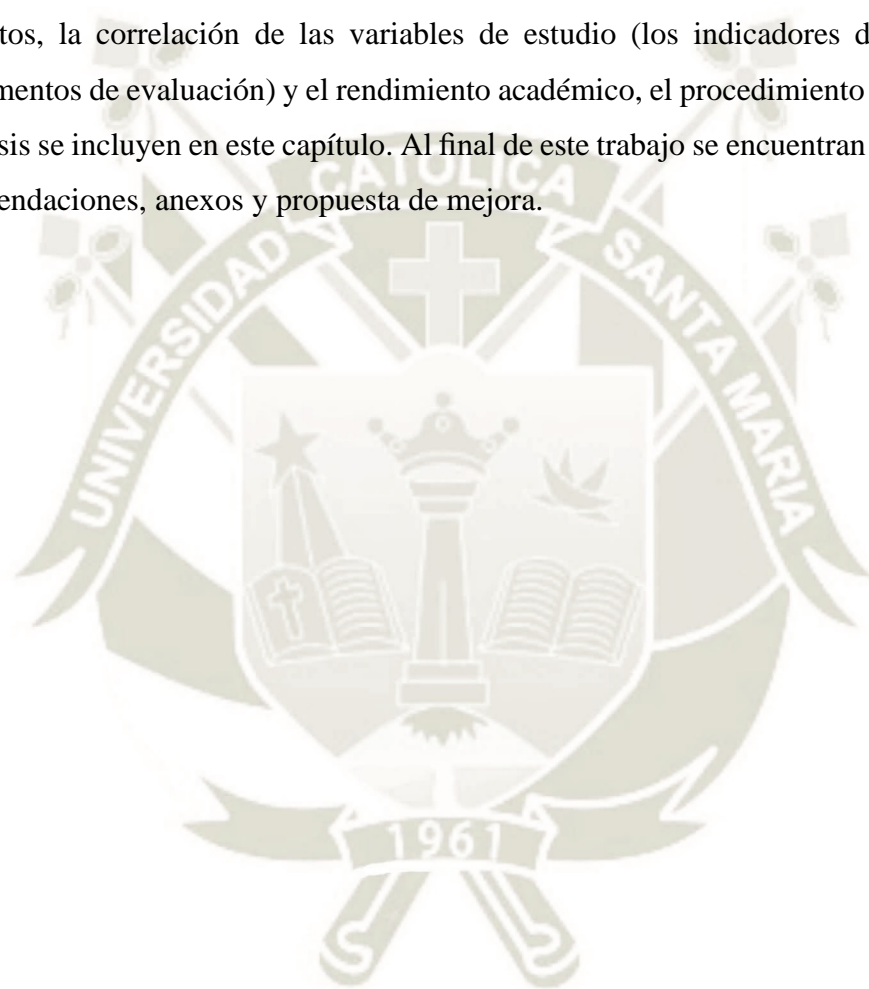 tos, la correlación de las variables de estudio (los indicadores d
mentos de evaluación) y el rendimiento académico, el procedimiento
sis se incluyen en este capítulo. Al final de este trabajo se encuentran
endaciones, anexos y propuesta de mejora.
UNIVERSIDAD CATOLICA SANTA MARIA
1961